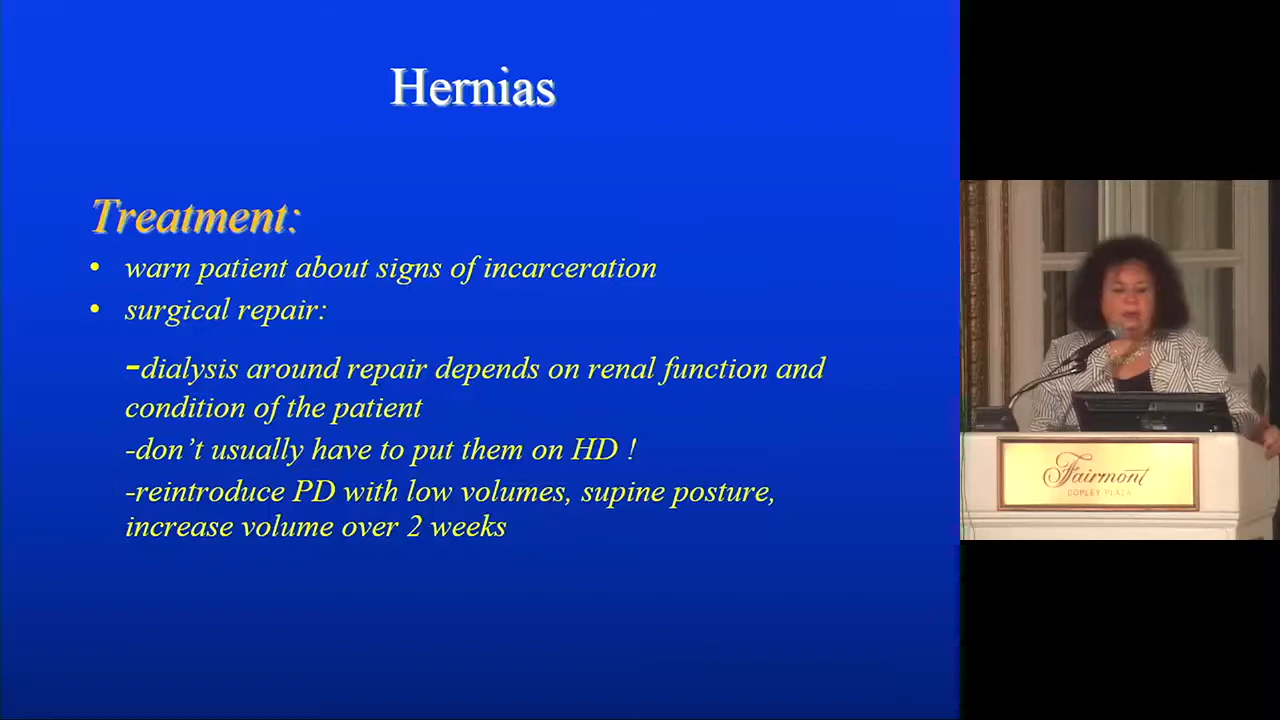 Hernias
Treatment:
• warn patient about signs of incarceration
• surgical repair:
-dialysis around repair depends on renal function and
condition of the patient
-don't usually have to put them on HD !
-reintroduce PD with low volumes, supine posture,
increase volume over 2 weeks
Fairmont
COPLEY PLAZA